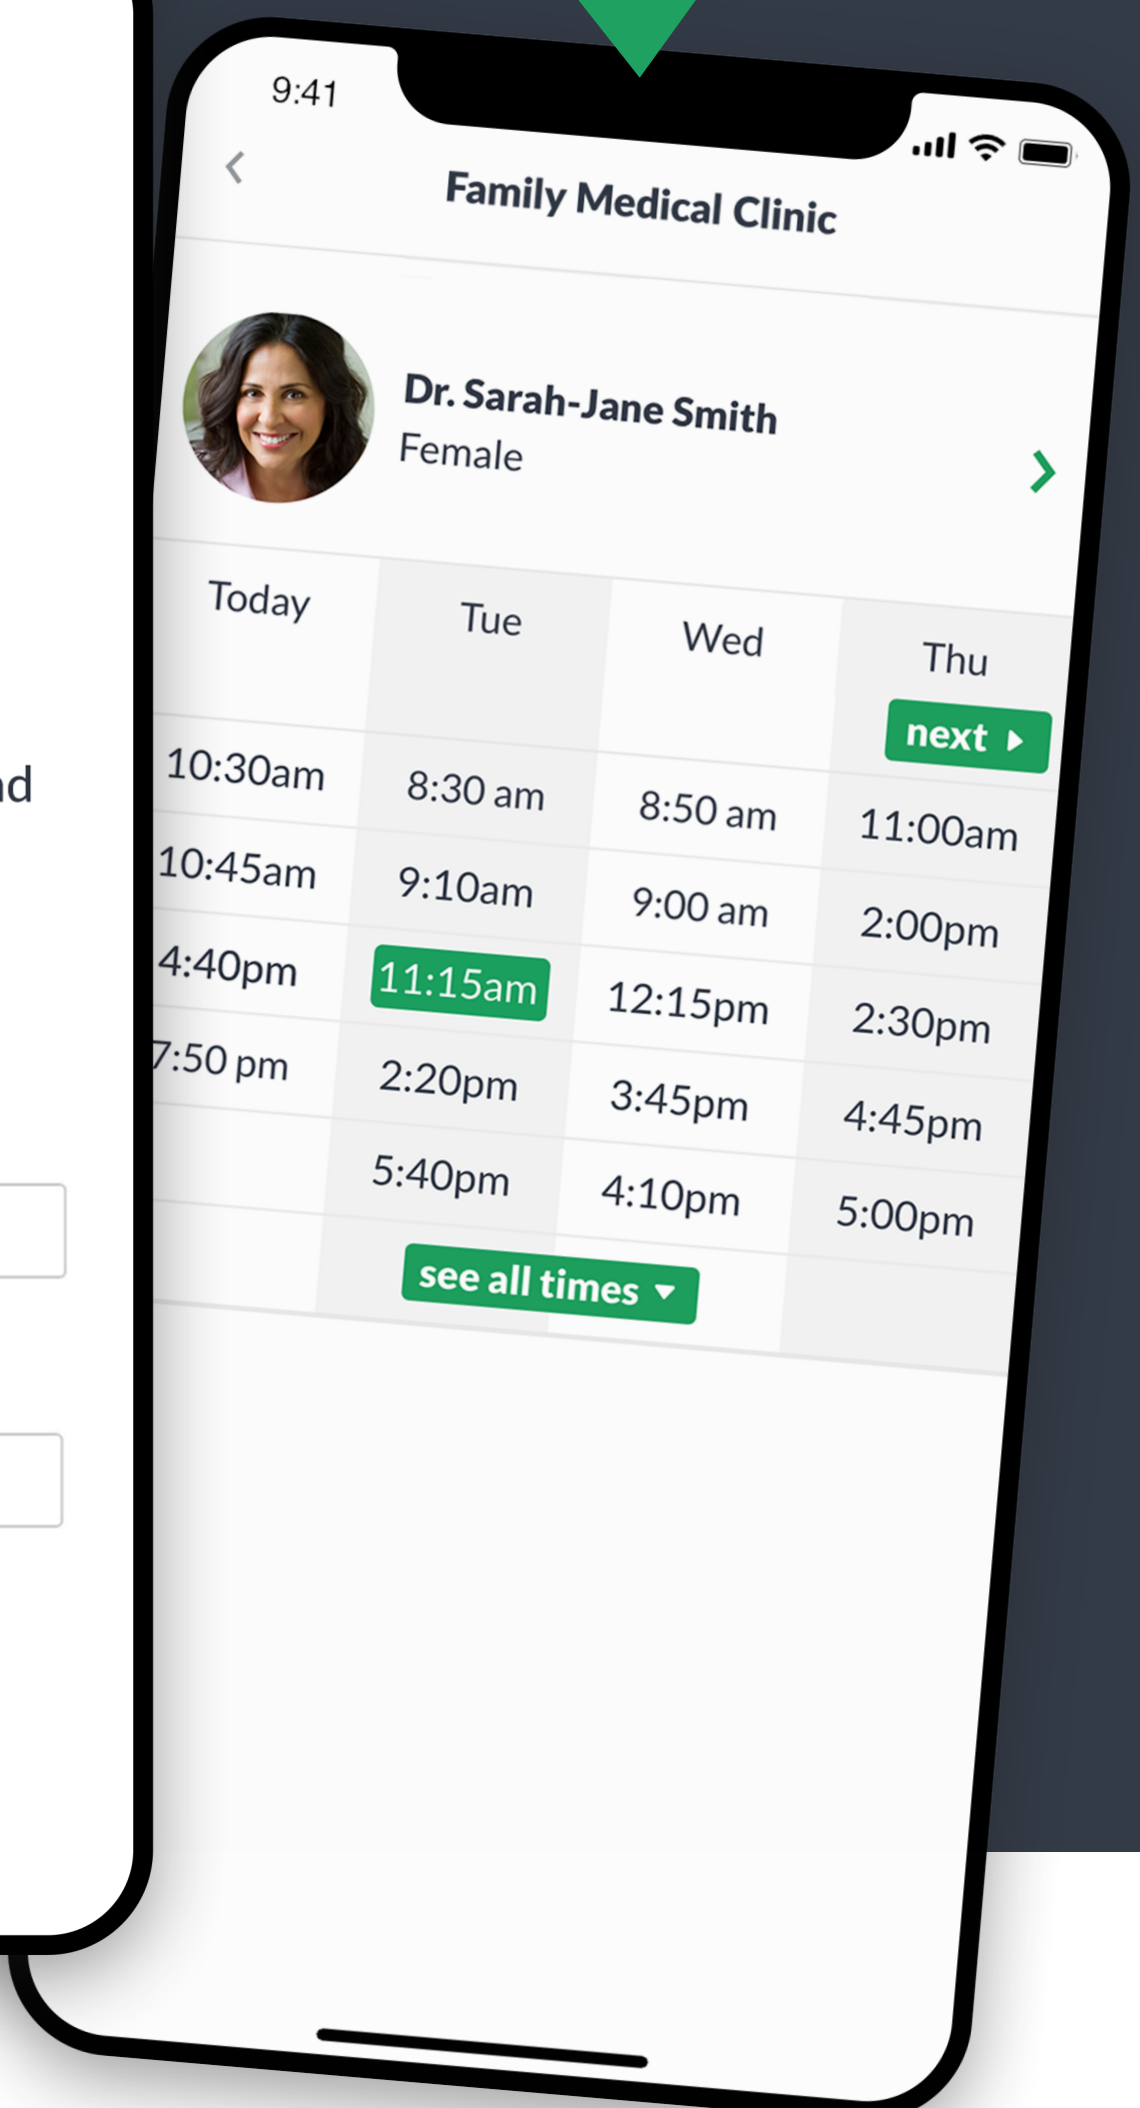 9:41
Family Medical Clinic
Dr. Sarah-Jane Smith
Female
Today Tue Wed Thu
next
10:30am 8:30 am 8:50 am 11:00am
10:45am 9:10am 9:00 am 2:00pm
4:40pm 11:15am 12:15pm 2:30pm
7:50 pm 2:20pm 3:45pm 4:45pm
5:40pm 4:10pm 5:00pm
see all times